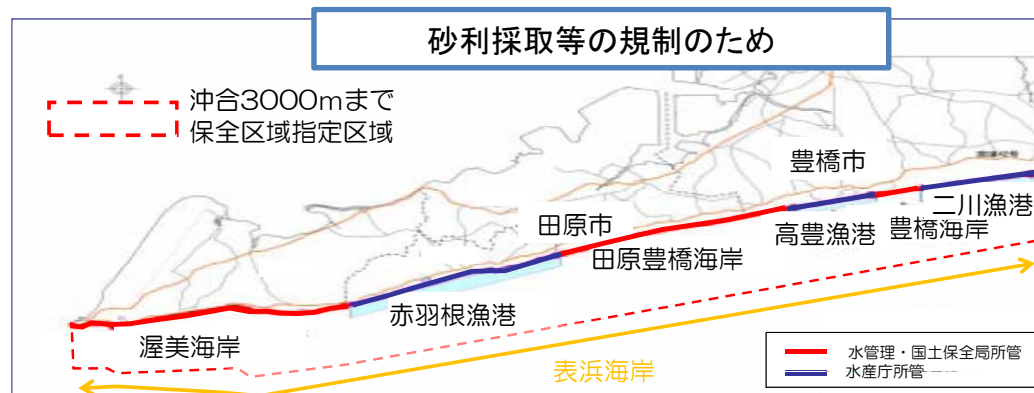 砂利採取等の規制のため
沖合3000mまで
保全区域指定区域
豊橋市
田原市
二川漁港
高豊漁港
豊橋海岸
田原豊橋海岸
赤羽根漁港
渥美海岸
表浜海岸
水管理・国土保全局所管
水産庁所管